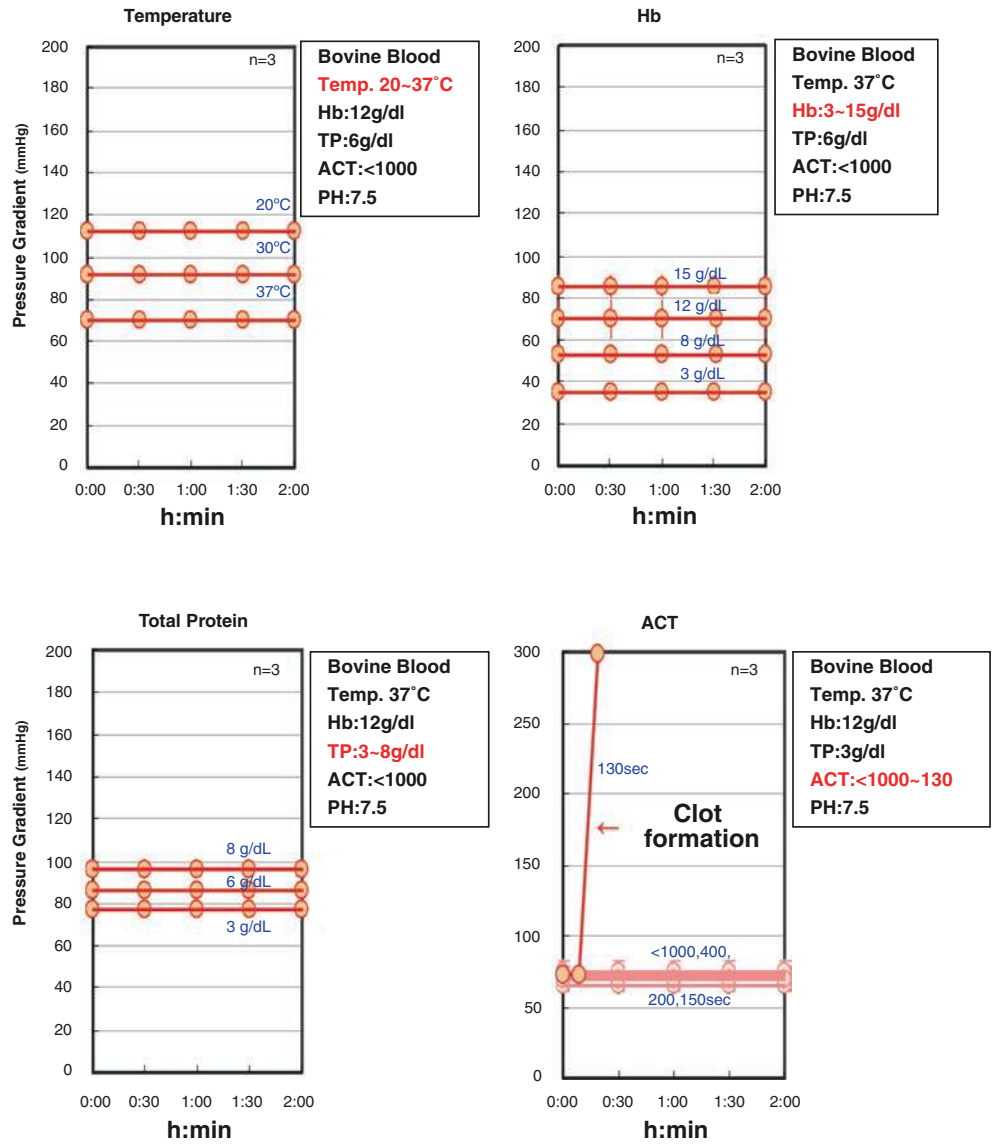 Temperature
200
180
160
140
120
100
80
60
40
20
0
Pressure Gradient (mmHg)
n=3
20°C
30°C
37°C
0:00 0:30 1:00 1:30 2:00
h:min
Bovine Blood
Temp. 20~37˚C
Hb:12g/dl
TP:6g/dl
ACT:<1000
PH:7.5
Hb
200
180
160
140
120
100
80
60
40
20
0
n=3
15 g/dL
12 g/dL
8 g/dL
3 g/dL
0:00 0:30 1:00 1:30 2:00
h:min
Bovine Blood
Temp. 37˚C
Hb:3~15g/dl
TP:6g/dl
ACT:<1000
PH:7.5
Total Protein
200
180
160
140
120
100
80
60
40
20
0
Pressure Gradient (mmHg)
n=3
8 g/dL
6 g/dL
3 g/dL
0:00 0:30 1:00 1:30 2:00
h:min
Bovine Blood
Temp. 37˚C
Hb:12g/dl
TP:3~8g/dl
ACT:<1000
PH:7.5
ACT
300
250
200
150
100
50
0
n=3
130sec
← Clot
formation
<1000,400,
200,150sec
0:00 0:30 1:00 1:30 2:00
h:min
Bovine Blood
Temp. 37˚C
Hb:12g/dl
TP:3g/dl
ACT:<1000~130
PH:7.5